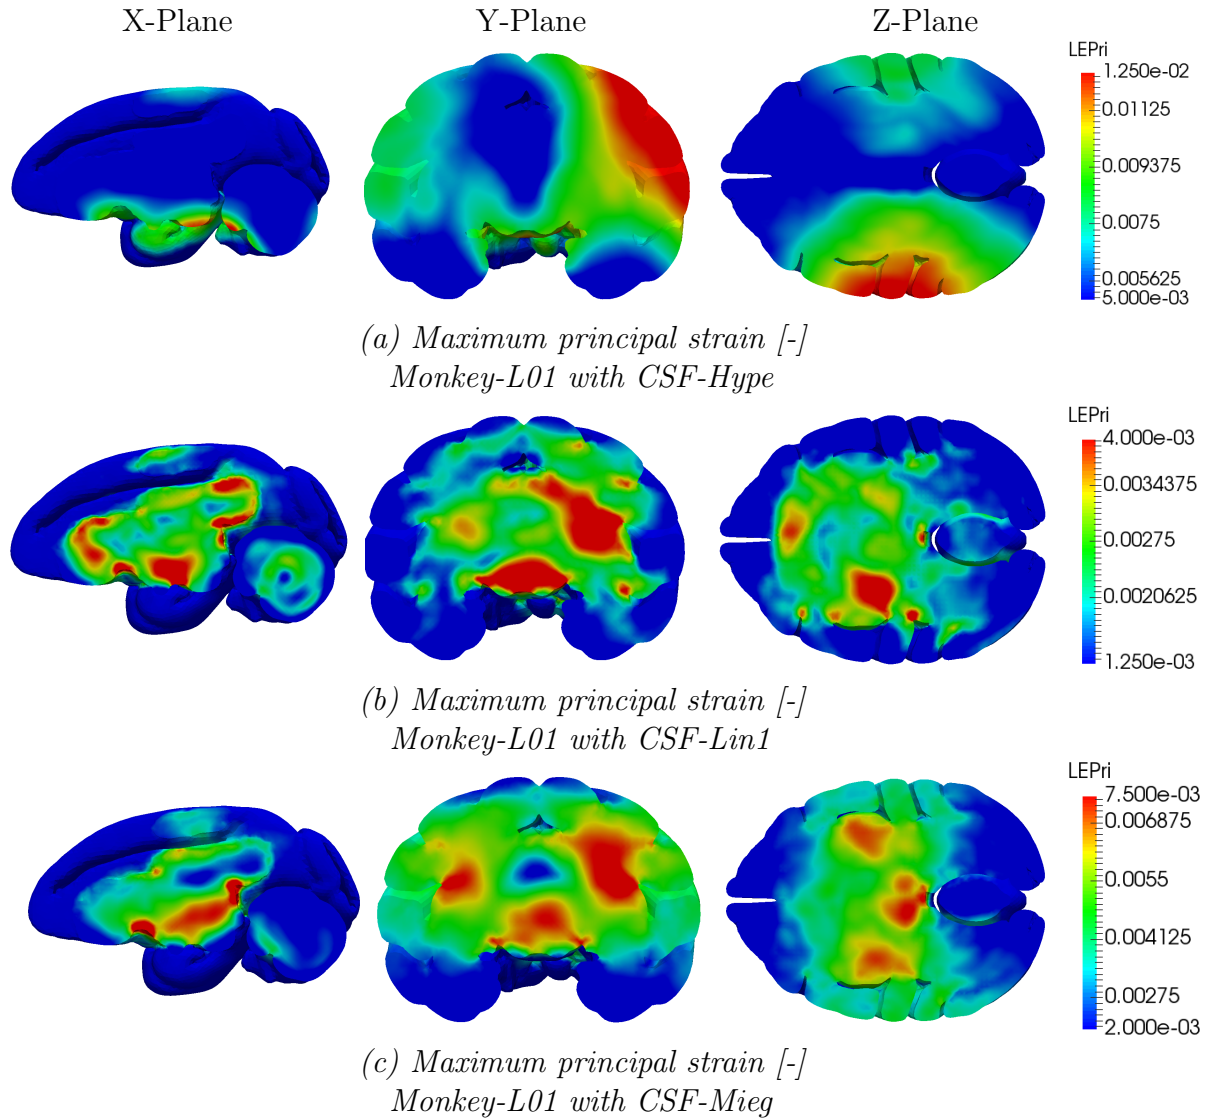 X-Plane Y-Plane Z-Plane
LEPri
1.250e-02
0.01125
0.009375
0.0075
0.005625
5.000e-03
(a) Maximum principal strain [-]
Monkey-L01 with CSF-Hype
LEPri
4.000e-03
0.0034375
0.00275
0.0020625
1.250e-03
(b) Maximum principal strain [-]
Monkey-L01 with CSF-Lin1
LEPri
7.500e-03
0.006875
0.0055
0.004125
0.00275
2.000e-03
(c) Maximum principal strain [-]
Monkey-L01 with CSF-Mieg